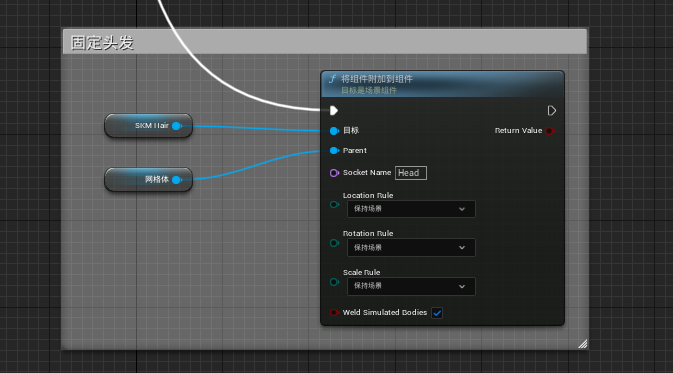 固定头发
将组件附加到组件
目标是场景组件
SKM Hair
目标
Return Value
Parent
网格体
Socket Name Head
Location Rule
保持场景
Rotation Rule
保持场景
Scale Rule
保持场景
Weld Simulated Bodies